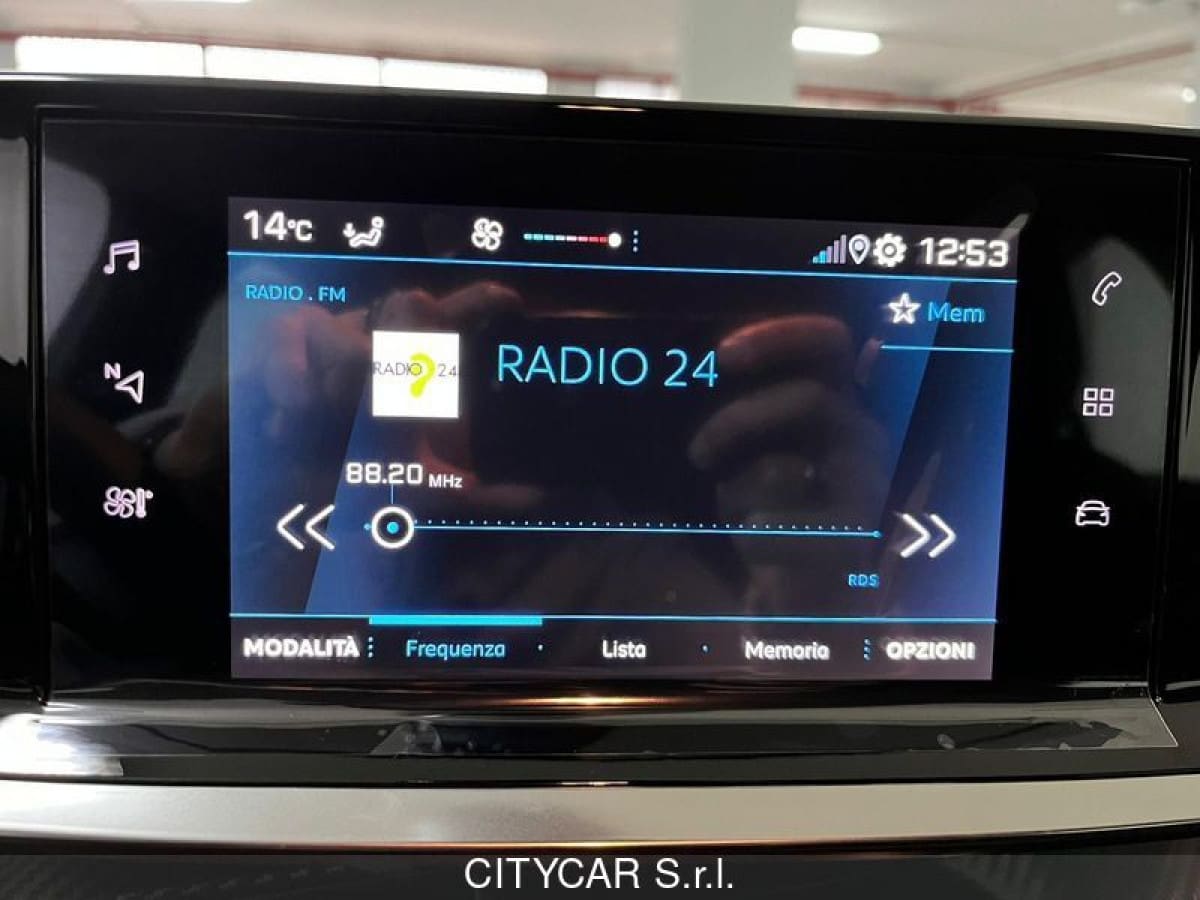 14°C 12:53
RADIO . FM
Mem
RADIO 24
RADIO 24
88.20 MHz
N
RDS
MODALITÀ Frequenza Lista Memoria OPZIONI
CITYCAR S.r.l.